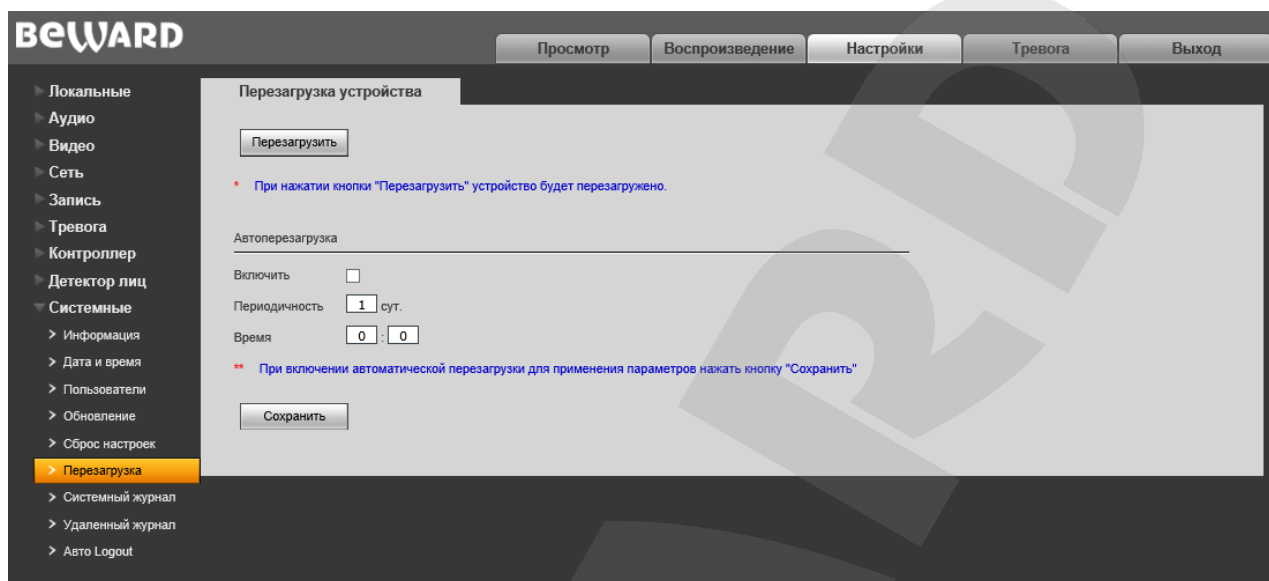 BEWARD
Просмотр Воспроизведение Настройки Тревога Выход
Локальные
Аудио
Видео
Сеть
Запись
Тревога
Контроллер
Детектор лиц
Системные
> Информация
> Дата и время
> Пользователи
> Обновление
> Сброс настроек
> Перезагрузка
> Системный журнал
> Удаленный журнал
> Авто Logout
Перезагрузка устройства
Перезагрузить
* При нажатии кнопки "Перезагрузить" устройство будет перезагружено.
Автоперезагрузка
Включить
Периодичность 1 сут.
Время 0 : 0
** При включении автоматической перезагрузки для применения параметров нажать кнопку "Сохранить"
Сохранить